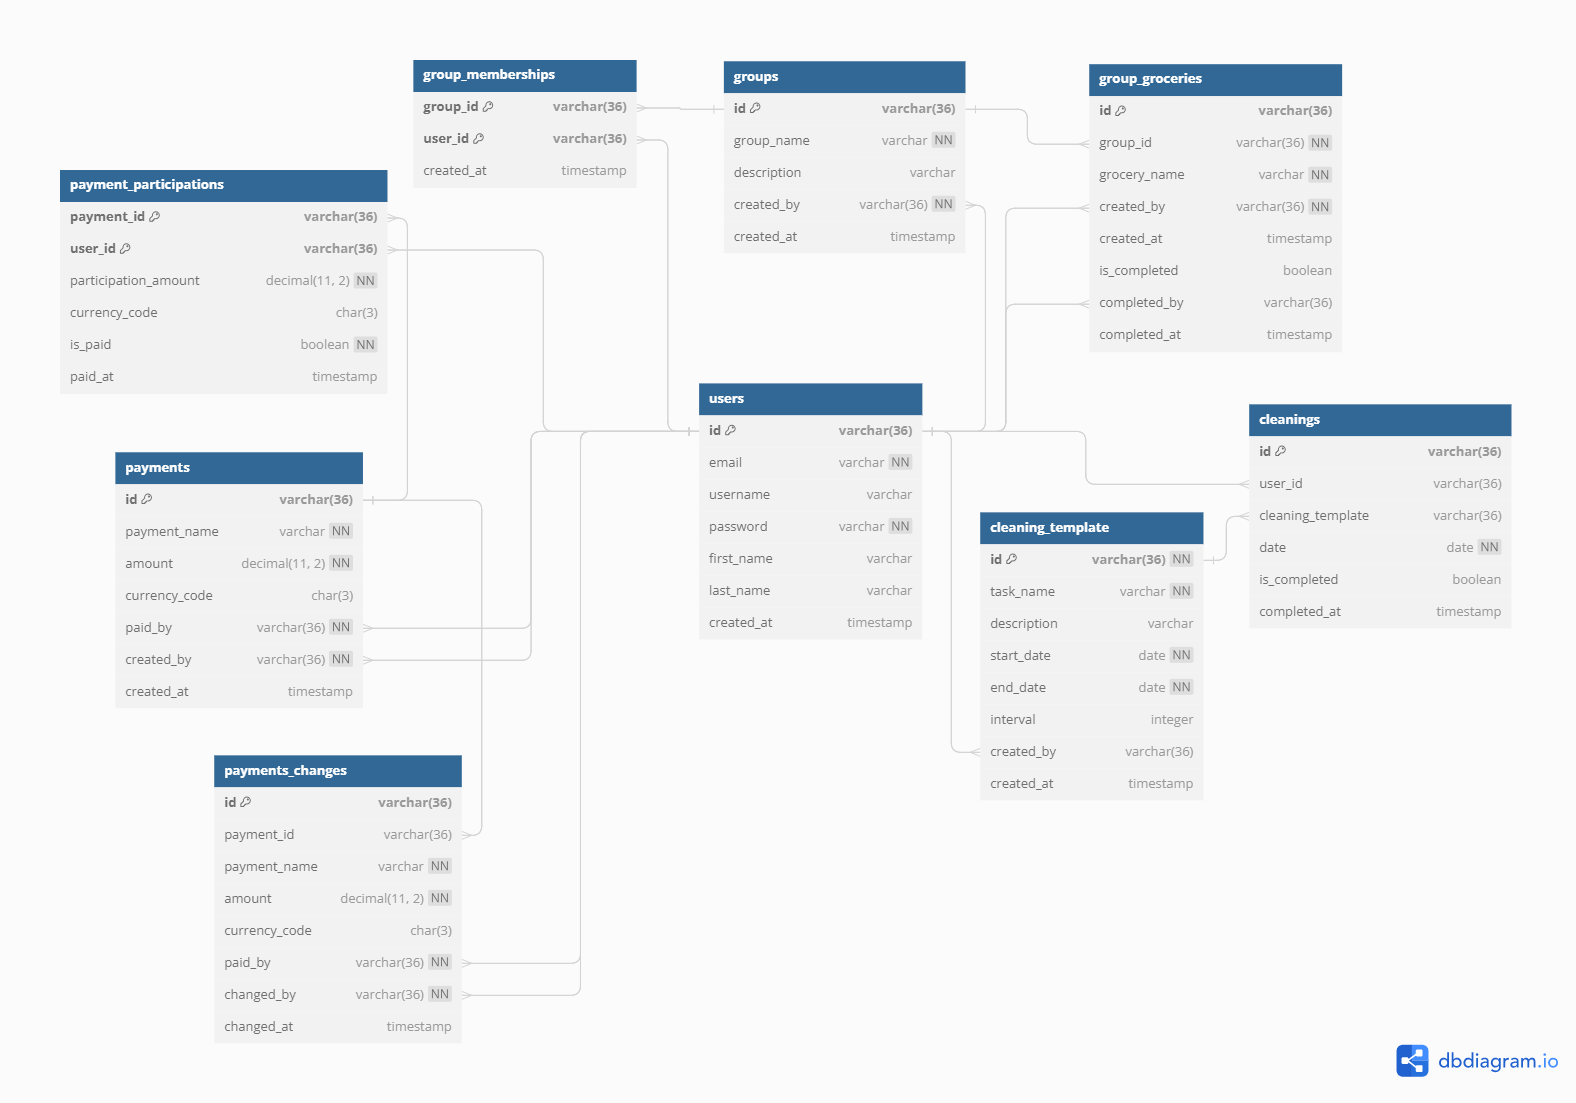 group_memberships
group_id varchar(36)
user_id varchar(36)
created_at timestamp
groups
id varchar(36)
group_name varchar NN
description varchar
created_by varchar(36) NN
created_at timestamp
group_groceries
id varchar(36)
group_id varchar(36) NN
grocery_name varchar NN
created_by varchar(36) NN
created_at timestamp
is_completed boolean
completed_by varchar(36)
completed_at timestamp
payment_participations
payment_id varchar(36)
user_id varchar(36)
participation_amount decimal(11, 2) NN
currency_code char(3)
is_paid boolean NN
paid_at timestamp
users
id varchar(36)
email varchar NN
username varchar
password varchar NN
first_name varchar
last_name varchar
created_at timestamp
cleanings
id varchar(36)
user_id varchar(36)
cleaning_template varchar(36)
date date NN
is_completed boolean
completed_at timestamp
payments
id varchar(36)
payment_name varchar NN
amount decimal(11, 2) NN
currency_code char(3)
paid_by varchar(36) NN
created_by varchar(36) NN
created_at timestamp
cleaning_template
id varchar(36) NN
task_name varchar NN
description varchar
start_date date NN
end_date date NN
interval integer
created_by varchar(36)
created_at timestamp
payments_changes
id varchar(36)
payment_id varchar(36)
payment_name varchar NN
amount decimal(11, 2) NN
currency_code char(3)
paid_by varchar(36) NN
changed_by varchar(36) NN
changed_at timestamp
dbdiagram.io